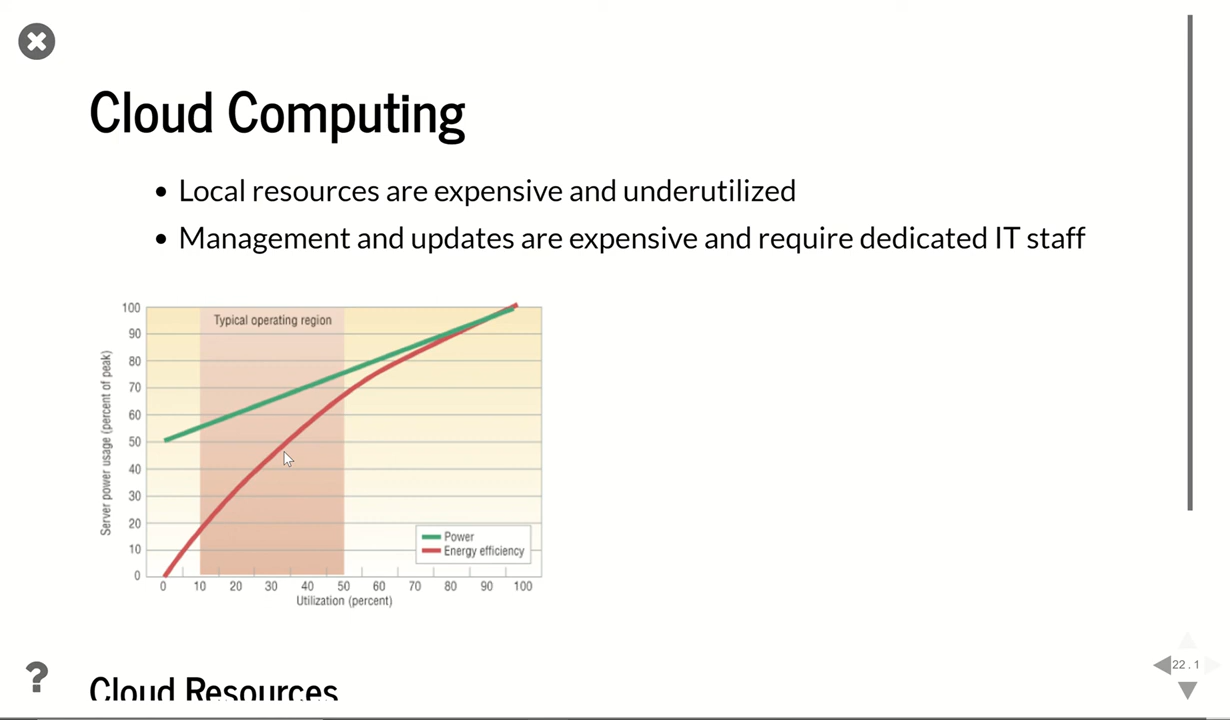 Cloud Computing
Local resources are expensive and underutilized
Management and updates are expensive and require dedicated IT staff
100
90
80
70
60
50
40
30
20
10
0
Server power usage (percent of peak)
Typical operating region
Power
Energy efficiency
0 10 20 30 40 50 60 70 80 90 100
Utilization (percent)
?
Cloud Resources
22.1